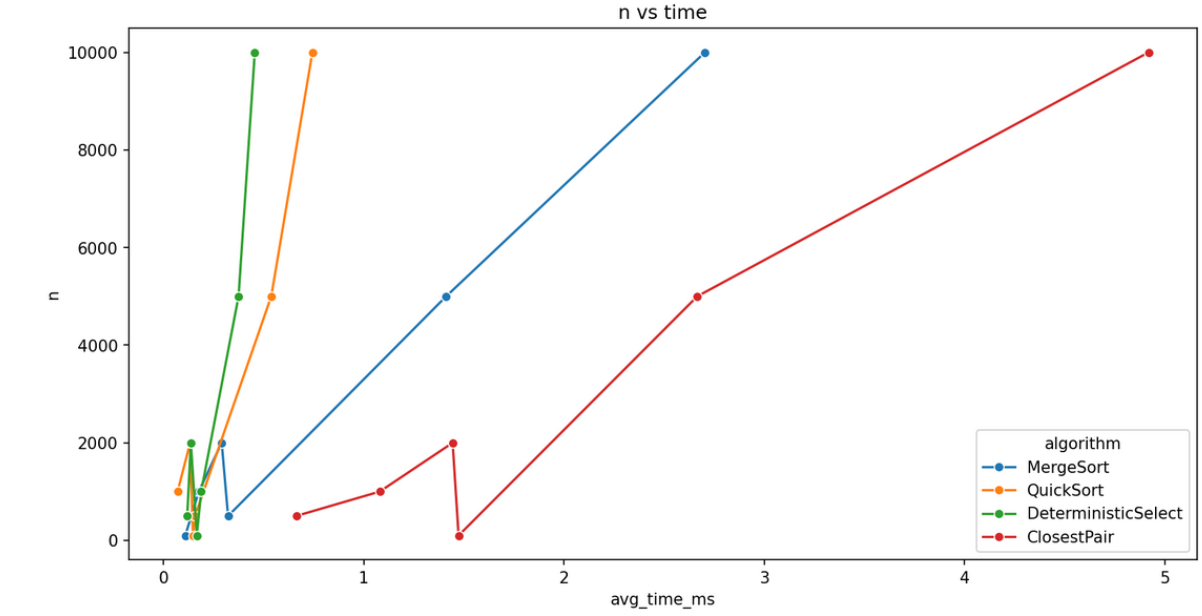 n vs time
10000
8000
6000
4000
2000
0
n
0 1 2 3 4 5
avg_time_ms
algorithm
MergeSort
QuickSort
DeterministicSelect
ClosestPair